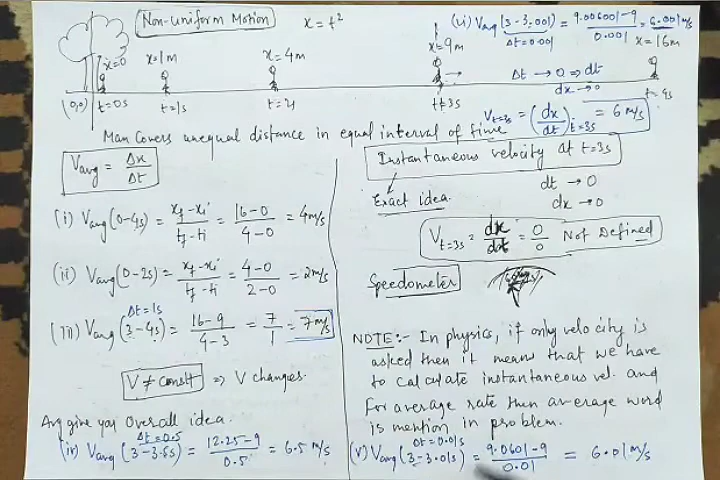 Non-uniform Motion x = t²
(vi) Vavg (3-3.001) = 9.006001-9 / 0.001 = 6.001 m/s
Δt = 0.001
x=0 x=1m x=4m x=9m x=16m
Δt → 0 ⇒ dt
dx → 0
(0,0) t=0s t=1s t=2s t=3s t=4s
V t=3s = (dx/dt) t=3s = 6 m/s
Man covers unequal distance in equal interval of time
Vavg = Δx/Δt
(i) Vavg (0-4s) = xf-xi / tf-ti = 16-0 / 4-0 = 4m/s
(ii) Vavg (0-2s) = xf-xi / tf-ti = 4-0 / 2-0 = 2m/s
Δt = 1s
(iii) Vavg (3-4s) = 16-9 / 4-3 = 7/1 = 7m/s
V ≠ constt ⇒ V changes.
Avg give you Overall idea.
Δt = 0.5
(iv) Vavg (3-3.5s) = 12.25-9 / 0.5 = 6.5 m/s
Instantaneous velocity at t=3s
Exact idea.
dt → 0
dx → 0
V t=3s = dx/dt = 0/0 Not Defined
Speedometer
NOTE:- In physics, if only velocity is
asked then it means that we have
to calculate instantaneous vel. and
For average rate then average word
is mention in problem.
Δt = 0.01s
(v) Vavg (3-3.01s) = 9.0601-9 / 0.01 = 6.01 m/s